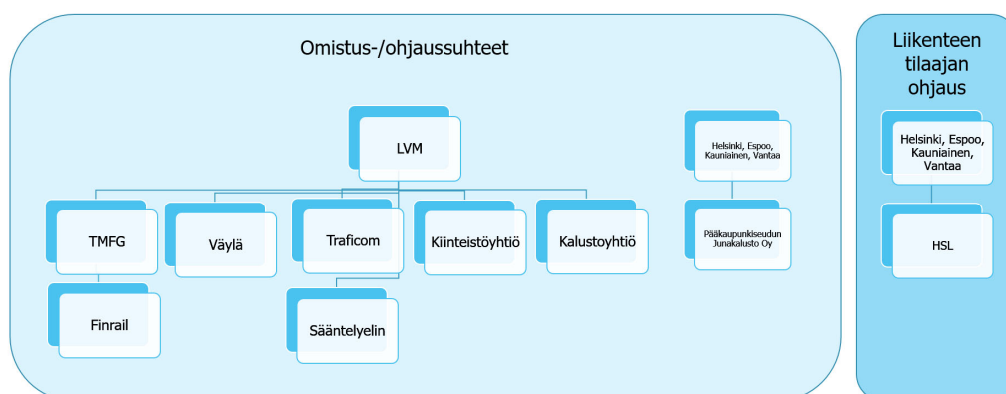 Omistus-/ohjaussuhteet
LVM
Helsinki, Espoo,
Kauniainen, Vantaa
TMFG
Väylä
Traficom
Kiinteistöyhtiö
Kalustoyhtiö
Pääkaupunkiseudun
Junakalusto Oy
Finrail
Sääntelyelin
Liikenteen
tilaajan
ohjaus
Helsinki, Espoo,
Kauniainen,
Vantaa
HSL